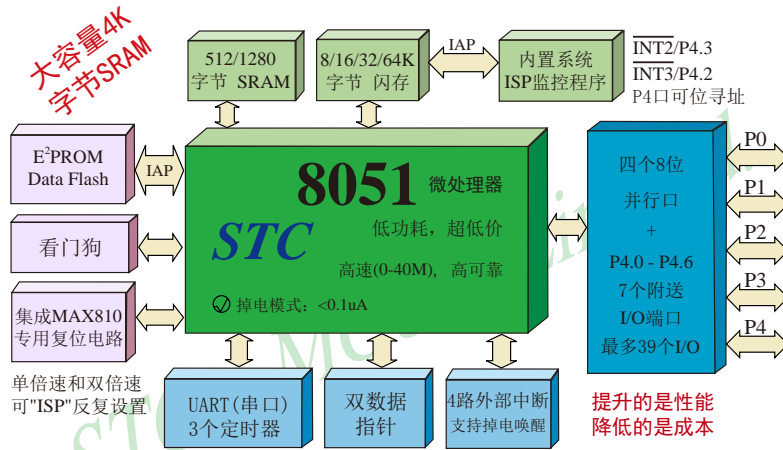 大容量4K
字节SRAM
512/1280
字节 SRAM
8/16/32/64K
字节 闪存
IAP
内置系统
ISP监控程序
INT2/P4.3
INT3/P4.2
P4口可位寻址
E²PROM
Data Flash
IAP
看门狗
集成MAX810
专用复位电路
单倍速和双倍速
可"ISP"反复设置
8051 微处理器
STC
低功耗，超低价
高速(0-40M)，高可靠
掉电模式：<0.1uA
四个8位
并行口
+
P4.0 - P4.6
7个附送
I/O端口
最多39个I/O
P0
P1
P2
P3
P4
UART(串口)
3个定时器
双数据
指针
4路外部中断
支持掉电唤醒
提升的是性能
降低的是成本